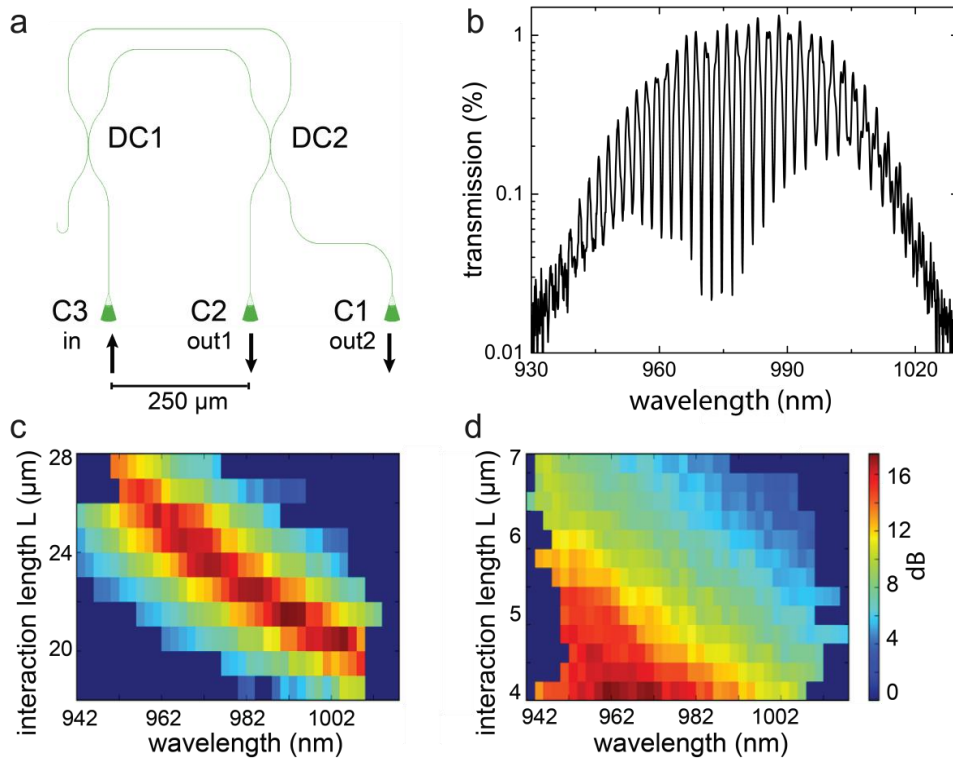 a
DC1
DC2
C3
in
C2
out1
C1
out2
250 µm
b
transmission (%)
1
0.1
0.01
930
960
990
1020
wavelength (nm)
c
interaction length L (µm)
28
24
20
942
962
982
1002
wavelength (nm)
d
interaction length L (µm)
7
6
5
4
942
962
982
1002
wavelength (nm)
16
12
8
4
0
dB